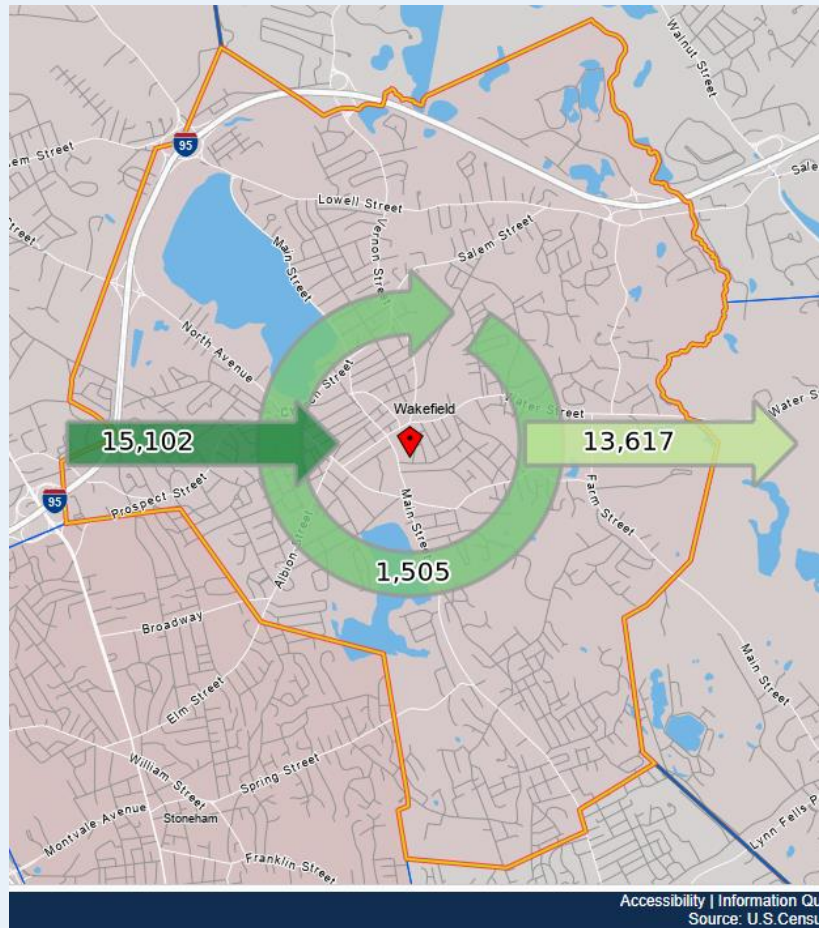 Walnut Street
95
Lowell Street
Vernon Street
Salem Street
Main Street
North Avenue
Wakefield
Water Street
15,102
13,617
95
Prospect Street
Main Street
Farm Street
Albion Street
1,505
Broadway
Elm Street
Main Street
William Street
Spring Street
Montvale Avenue
Stoneham
Franklin Street
Lynn Fells
Accessibility | Information Qu
Source: U.S.Censu